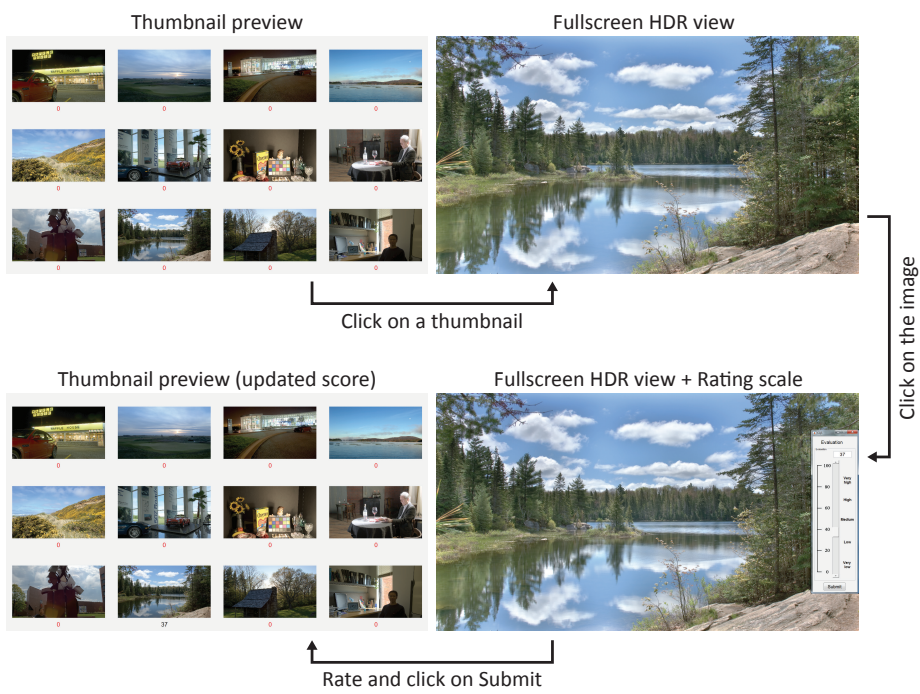 Thumbnail preview
Fullscreen HDR view
0 0 0 0
0 0 0 0
0 0 0 0
Click on a thumbnail
Click on the image
Thumbnail preview (updated score)
Fullscreen HDR view + Rating scale
0 0 0 0
0 0 0 0
0 37 0 0
Evaluation
37
100
Very
high
80
High
60
Medium
40
Low
20
Very
low
0
Submit
Rate and click on Submit